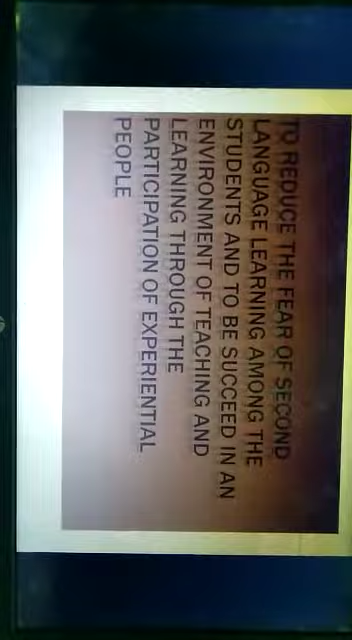 TO REDUCE THE FEAR OF SECOND
LANGUAGE LEARNING AMONG THE
STUDENTS AND TO BE SUCCEED IN AN
ENVIRONMENT OF TEACHING AND
LEARNING THROUGH THE
PARTICIPATION OF EXPERIENTIAL
PEOPLE